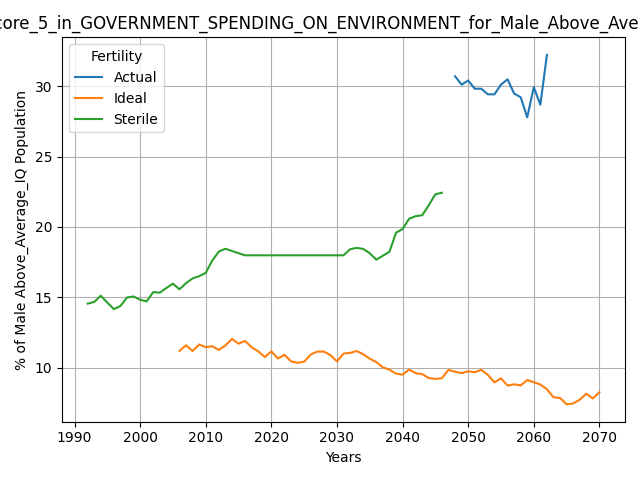 core_5_in_GOVERNMENT_SPENDING_ON_ENVIRONMENT_for_Male_Above_Ave
Fertility
Actual
Ideal
Sterile
% of Male Above_Average_IQ Population
30
25
20
15
10
1990 2000 2010 2020 2030 2040 2050 2060 2070
Years